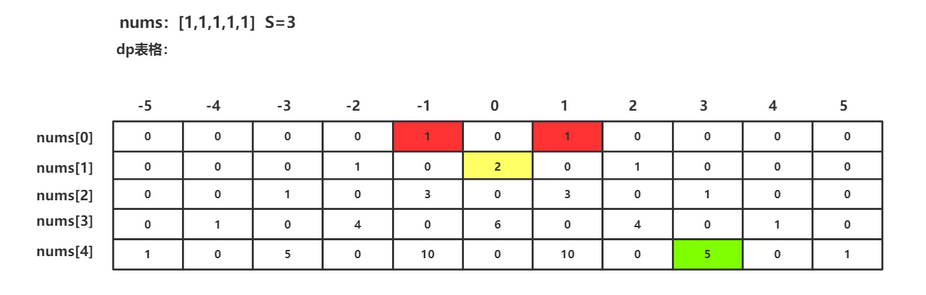 nums: [1,1,1,1,1] S=3
dp表格:
-5 -4 -3 -2 -1 0 1 2 3 4 5
nums[0] 0 0 0 0 1 0 1 0 0 0 0
nums[1] 0 0 0 1 0 2 0 1 0 0 0
nums[2] 0 0 1 0 3 0 3 0 1 0 0
nums[3] 0 1 0 4 0 6 0 4 0 1 0
nums[4] 1 0 5 0 10 0 10 0 5 0 1